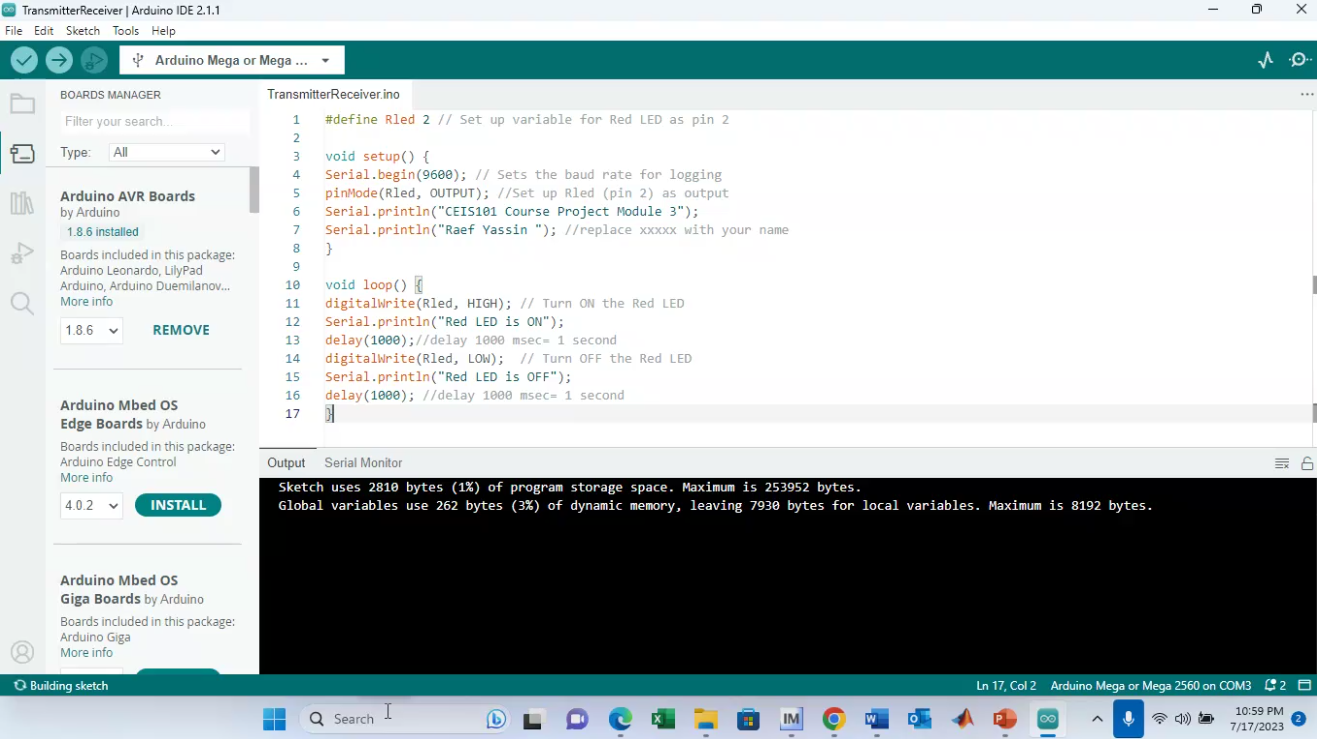 TransmitterReceiver | Arduino IDE 2.1.1
File Edit Sketch Tools Help
Arduino Mega or Mega ...
BOARDS MANAGER
Filter your search...
Type: All
Arduino AVR Boards
by Arduino
1.8.6 installed
Boards included in this package:
Arduino Leonardo, LilyPad
Arduino, Arduino Duemilanov...
More info
1.8.6 REMOVE
Arduino Mbed OS
Edge Boards by Arduino
Boards included in this package:
Arduino Edge Control
More info
4.0.2 INSTALL
Arduino Mbed OS
Giga Boards by Arduino
Boards included in this package:
Arduino Giga
More info
TransmitterReceiver.ino
1 #define Rled 2 // Set up variable for Red LED as pin 2
2
3 void setup() {
4 Serial.begin(9600); // Sets the baud rate for logging
5 pinMode(Rled, OUTPUT); //Set up Rled (pin 2) as output
6 Serial.println("CEIS101 Course Project Module 3");
7 Serial.println("Raef Yassin "); //replace xxxxx with your name
8 }
9
10 void loop() {
11 digitalWrite(Rled, HIGH); // Turn ON the Red LED
12 Serial.println("Red LED is ON");
13 delay(1000);//delay 1000 msec= 1 second
14 digitalWrite(Rled, LOW);  // Turn OFF the Red LED
15 Serial.println("Red LED is OFF");
16 delay(1000); //delay 1000 msec= 1 second
17 }
Output Serial Monitor
Sketch uses 2810 bytes (1%) of program storage space. Maximum is 253952 bytes.
Global variables use 262 bytes (3%) of dynamic memory, leaving 7930 bytes for local variables. Maximum is 8192 bytes.
Building sketch
Ln 17, Col 2 Arduino Mega or Mega 2560 on COM3 2
Search
IM
10:59 PM
7/17/2023
2